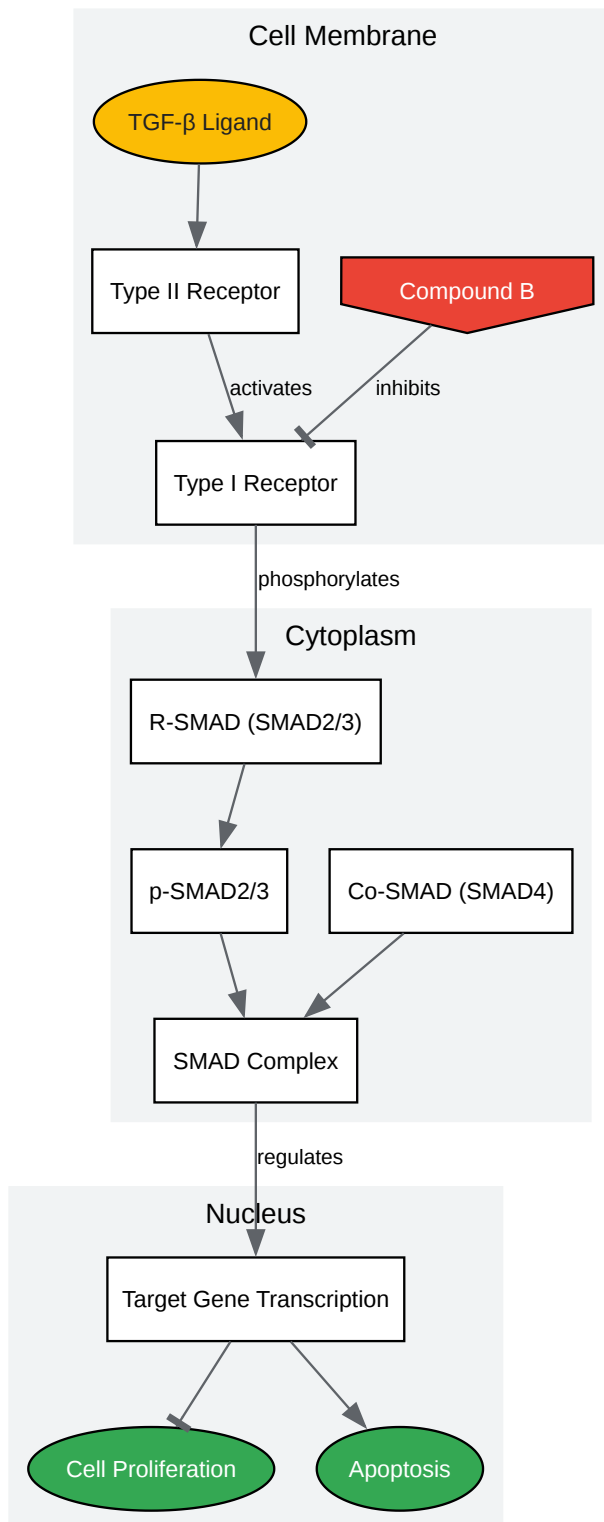 Cell Membrane
TGF-β Ligand
Type II Receptor
Compound B
activates
inhibits
Type I Receptor
phosphorylates
Cytoplasm
R-SMAD (SMAD2/3)
p-SMAD2/3
Co-SMAD (SMAD4)
SMAD Complex
regulates
Nucleus
Target Gene Transcription
Cell Proliferation
Apoptosis